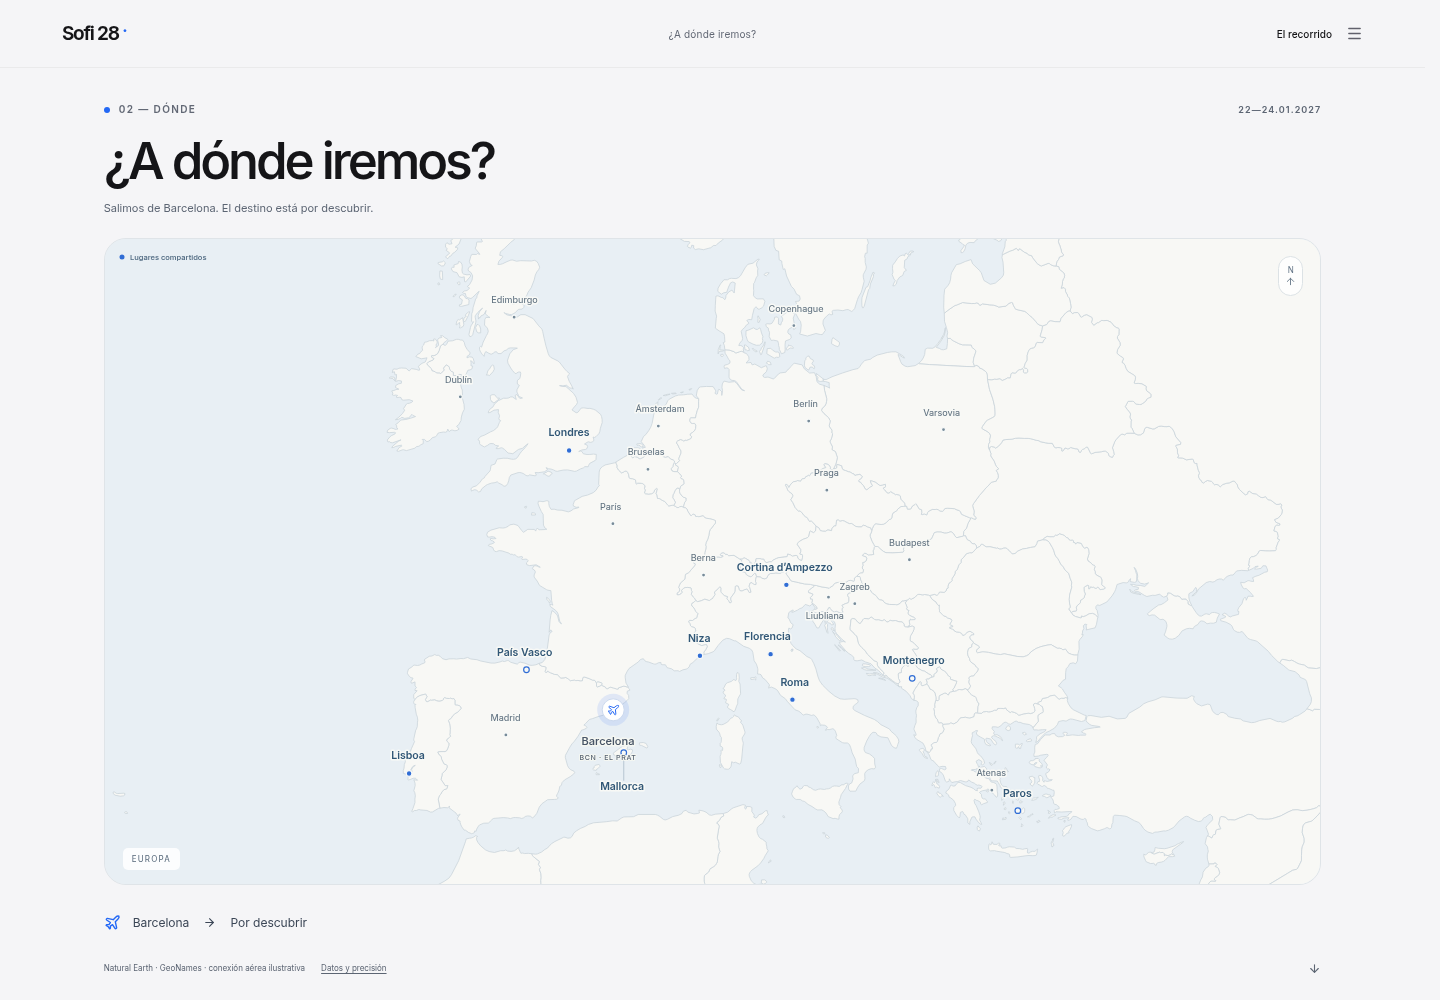 Sofi 28
¿A dónde iremos?
El recorrido
02 — DÓNDE
22—24.01.2027
¿A dónde iremos?
Salimos de Barcelona. El destino está por descubrir.
Lugares compartidos
N
Edimburgo
Copenhague
Dublín
Berlín
Ámsterdam
Varsovia
Londres
Bruselas
Praga
París
Budapest
Berna
Cortina d'Ampezzo
Zagreb
Liubliana
Niza
Florencia
País Vasco
Montenegro
Roma
Madrid
Barcelona
BCN · EL PRAT
Lisboa
Atenas
Mallorca
Paros
EUROPA
Barcelona → Por descubrir
Natural Earth · GeoNames · conexión aérea ilustrativa
Datos y precisión